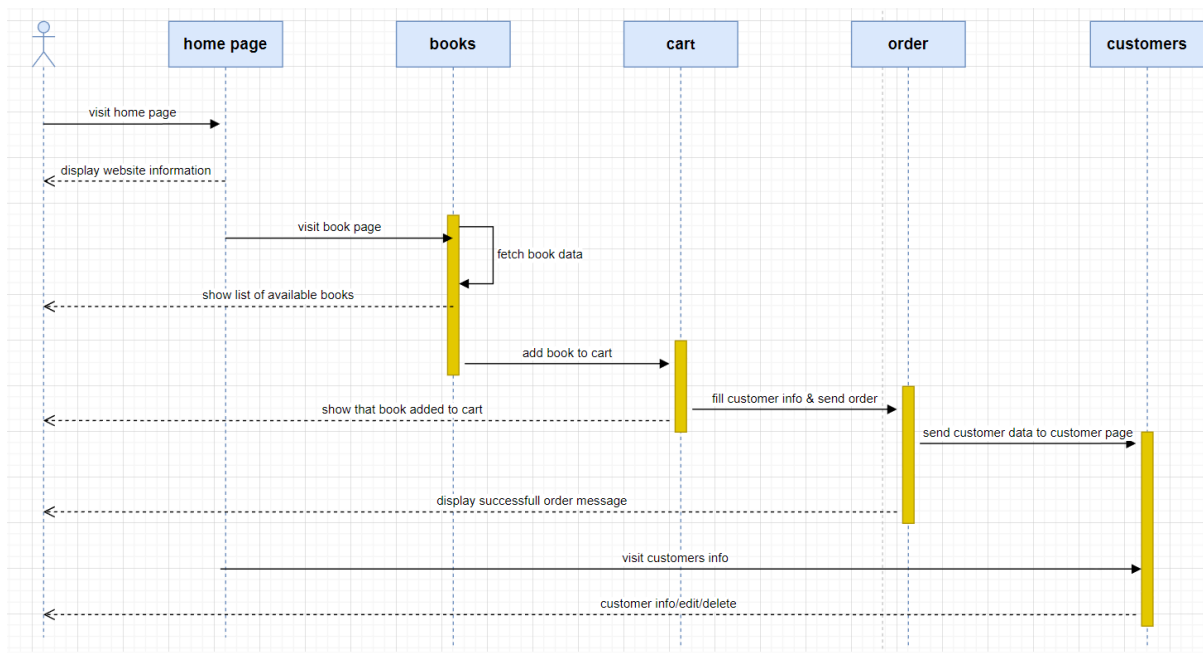 home page
books
cart
order
customers
visit home page
display website information
visit book page
fetch book data
show list of available books
add book to cart
fill customer info & send order
show that book added to cart
send customer data to customer page
display successfull order message
visit customers info
customer info/edit/delete